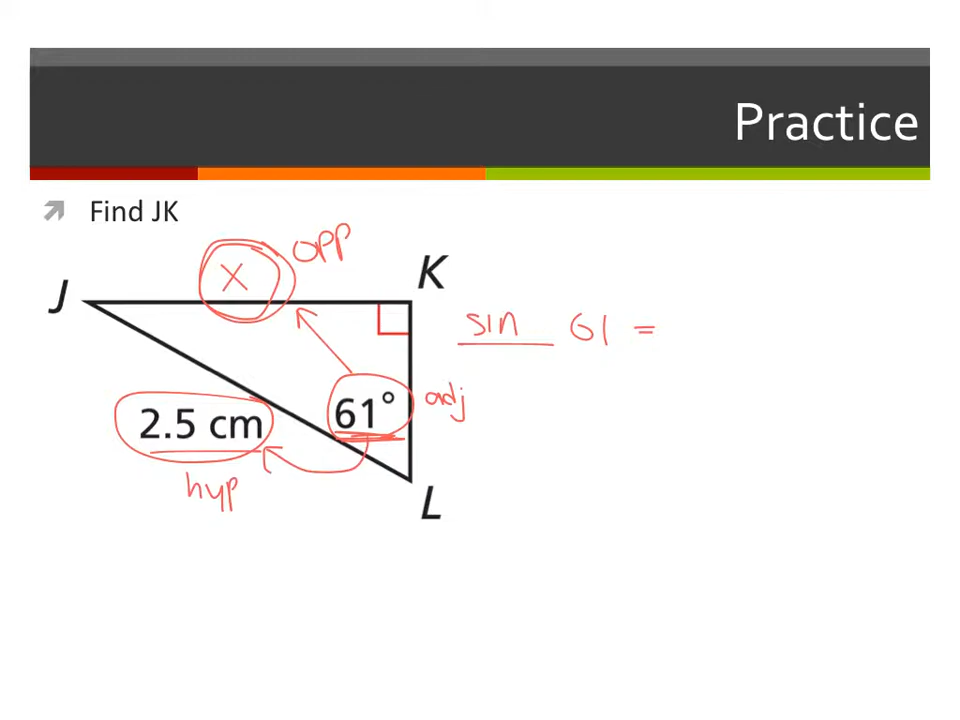 Practice
Find JK
opp
x
J
K
sin 61 =
61°
adj
2.5 cm
hyp
L